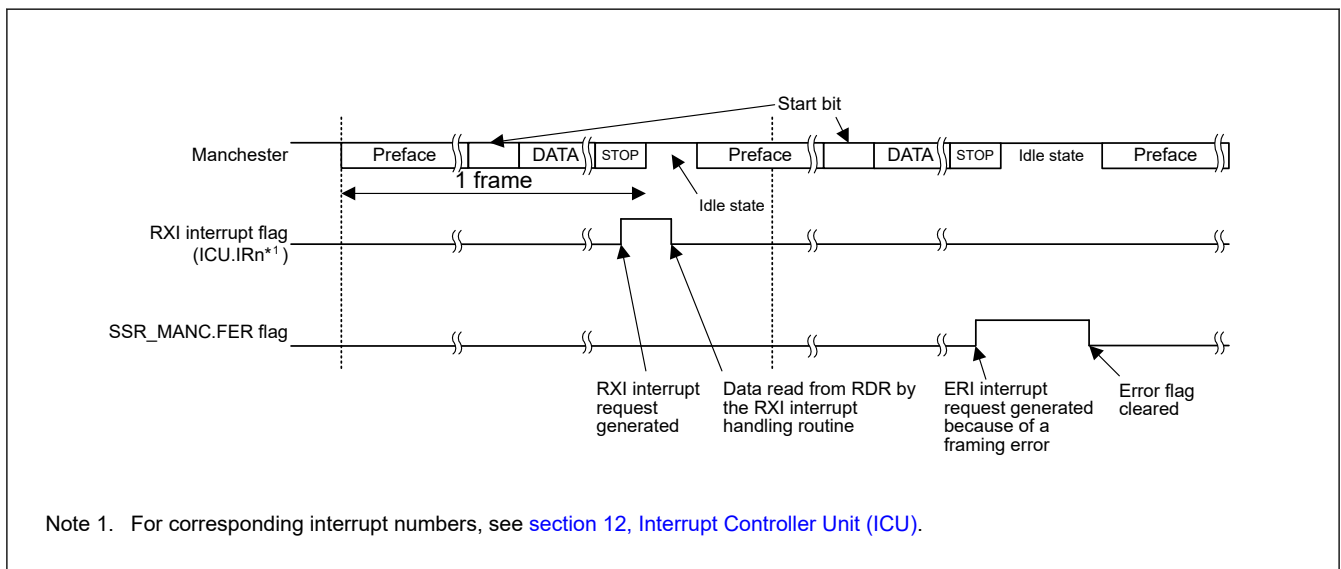 Start bit
Manchester
Preface
DATA
STOP
Preface
DATA
STOP
Idle state
Preface
1 frame
Idle state
RXI interrupt flag
(ICU.IRn*1)
SSR_MANC.FER flag
RXI interrupt
request
generated
Data read from RDR by
the RXI interrupt
handling routine
ERI interrupt
request generated
because of a
framing error
Error flag
cleared
Note 1. For corresponding interrupt numbers, see section 12, Interrupt Controller Unit (ICU).